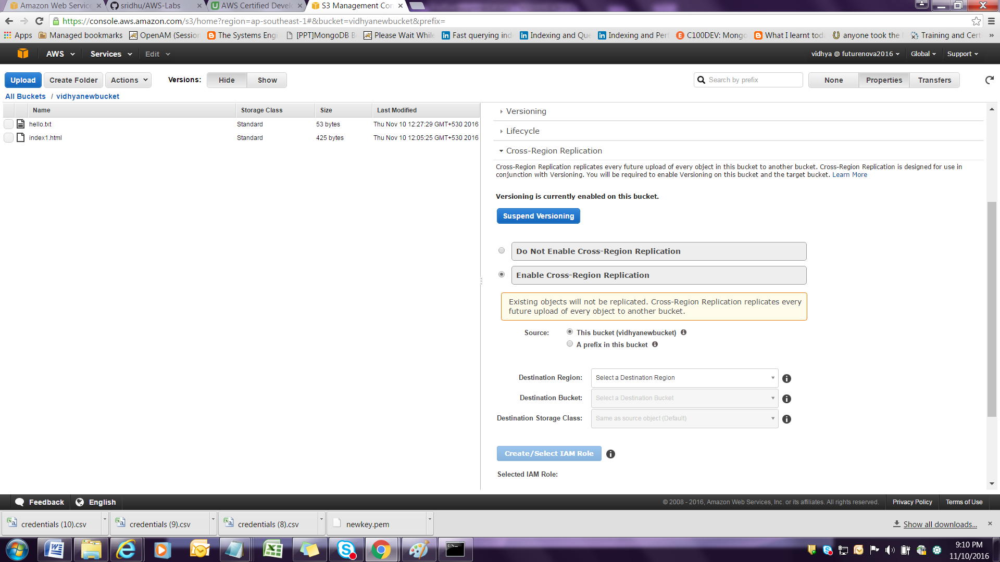 Amazon Web Service
sridhu/AWS-Labs
AWS Certified Develo
S3 Management Con
https://console.aws.amazon.com/s3/home?region=ap-southeast-1#&bucket=vidhyanewbucket&prefix=
Apps Managed bookmarks OpenAM (Session The Systems Engi [PPT]MongoDB B Please Wait While Fast querying ind Indexing and Que Indexing and Perf C100DEV: Mongo What I learnt tod anyone took the Training and Cert »
AWS Services Edit vidhya @ futurenova2016 Global Support
Upload Create Folder Actions Versions: Hide Show Search by prefix None Properties Transfers
All Buckets / vidhyanewbucket
Name Storage Class Size Last Modified
hello.txt Standard 53 bytes Thu Nov 10 12:27:29 GMT+530 2016
index1.html Standard 425 bytes Thu Nov 10 12:05:25 GMT+530 2016
Versioning
Lifecycle
Cross-Region Replication
Cross-Region Replication replicates every future upload of every object in this bucket to another bucket. Cross-Region Replication is designed for use in
conjunction with Versioning. You will be required to enable Versioning on this bucket and the target bucket. Learn More
Versioning is currently enabled on this bucket.
Suspend Versioning
Do Not Enable Cross-Region Replication
Enable Cross-Region Replication
Existing objects will not be replicated. Cross-Region Replication replicates every
future upload of every object to another bucket.
Source: This bucket (vidhyanewbucket)
A prefix in this bucket
Destination Region: Select a Destination Region
Destination Bucket: Select a Destination Bucket
Destination Storage Class: Same as source object (Default)
Create/Select IAM Role
Selected IAM Role:
Feedback English © 2008 - 2016, Amazon Web Services, Inc. or its affiliates. All rights reserved. Privacy Policy Terms of Use
credentials (10).csv credentials (9).csv credentials (8).csv newkey.pem Show all downloads...
9:10 PM
11/10/2016